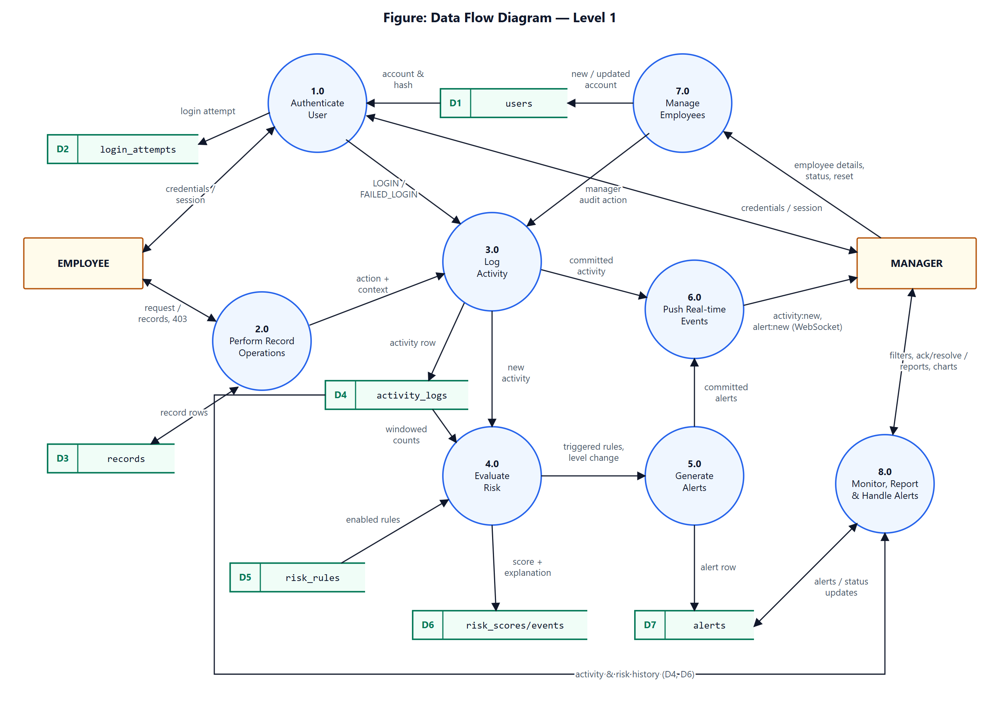 Figure: Data Flow Diagram — Level 1
1.0
Authenticate
User
account &
hash
D1
users
new / updated
account
7.0
Manage
Employees
login attempt
D2
login_attempts
credentials /
session
LOGIN /
FAILED_LOGIN
manager
audit action
employee details,
status, reset
credentials / session
EMPLOYEE
3.0
Log
Activity
committed
activity
MANAGER
request /
records, 403
action +
context
2.0
Perform Record
Operations
6.0
Push Real-time
Events
activity:new,
alert:new (WebSocket)
activity row
new
activity
filters, ack/resolve /
reports, charts
D4
activity_logs
committed
alerts
record rows
windowed
counts
D3
records
4.0
Evaluate
Risk
triggered rules,
level change
5.0
Generate
Alerts
8.0
Monitor, Report
& Handle Alerts
enabled rules
D5
risk_rules
score +
explanation
alert row
alerts / status
updates
D6
risk_scores/events
D7
alerts
activity & risk history (D4, D6)